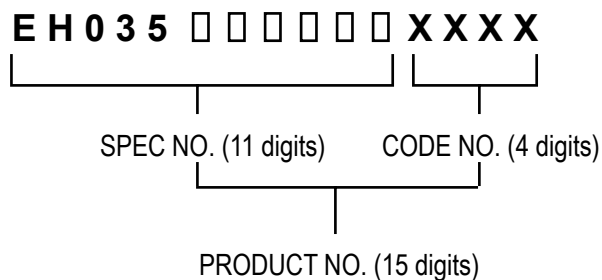 E H 0 3 5 □ □ □ □ □ □ X X X X
SPEC NO. (11 digits) CODE NO. (4 digits)
PRODUCT NO. (15 digits)